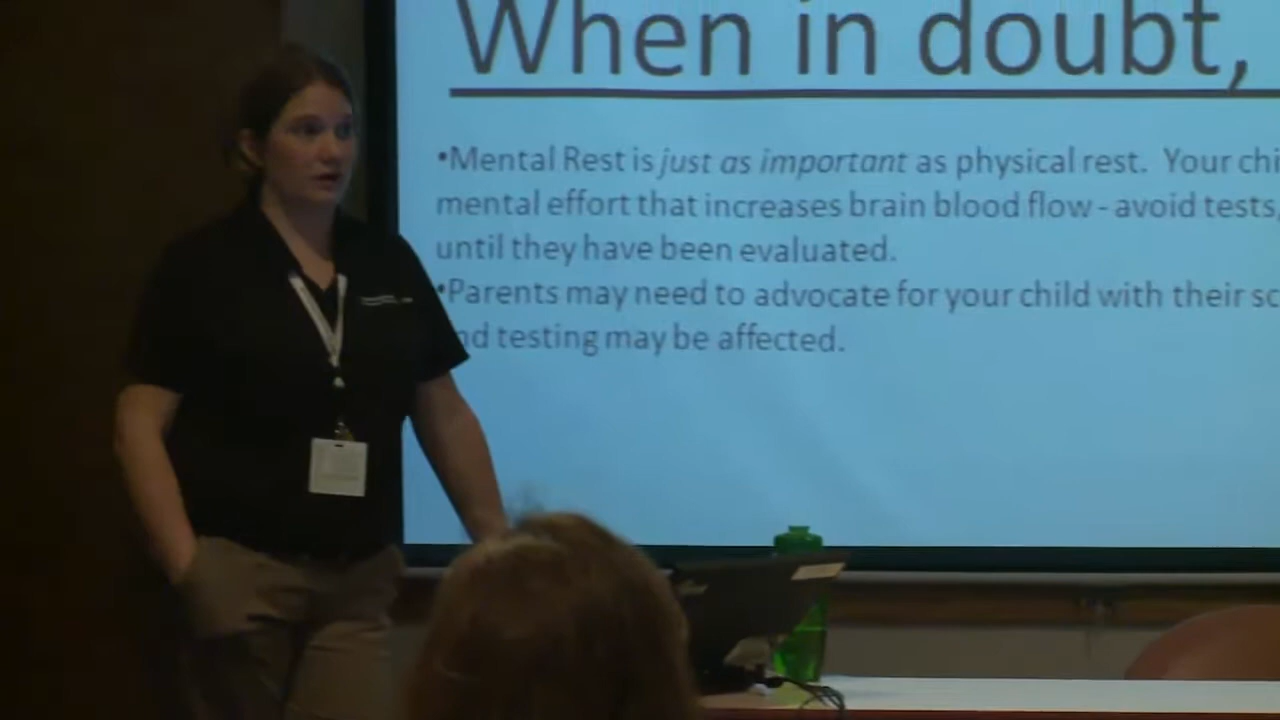 When in doubt,
•Mental Rest is just as important as physical rest. Your chi
mental effort that increases brain blood flow - avoid tests,
until they have been evaluated.
•Parents may need to advocate for your child with their sc
nd testing may be affected.